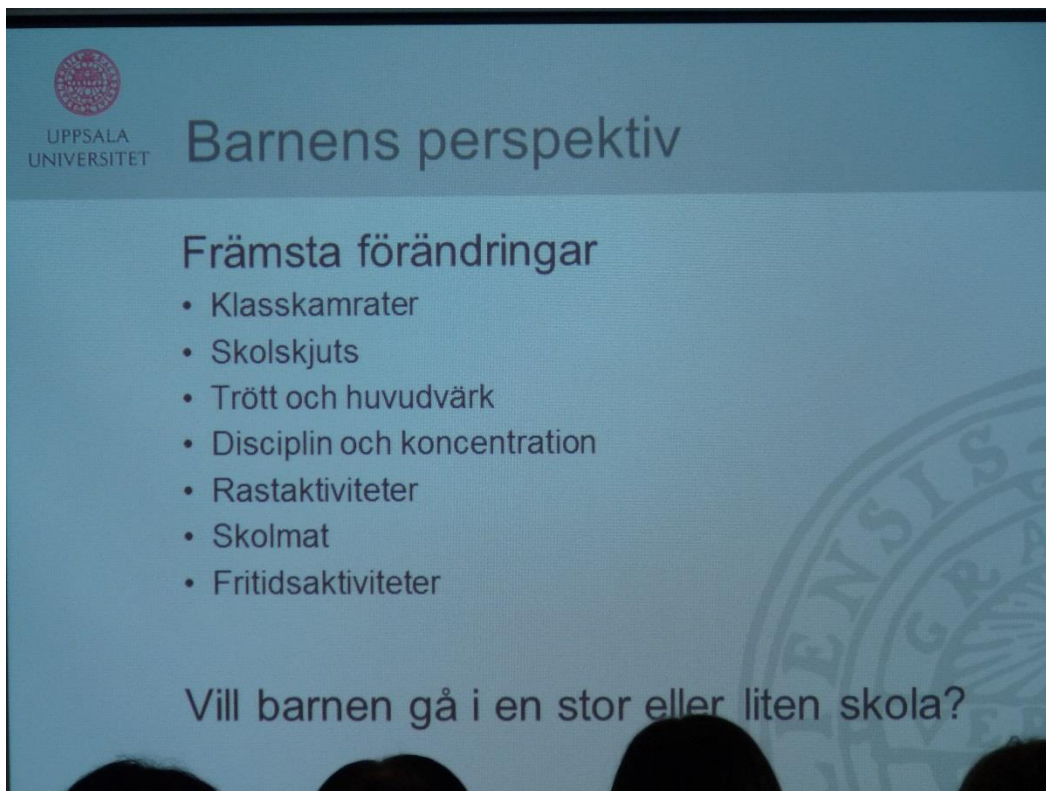 UPPSALA
UNIVERSITET
Barnens perspektiv
Främsta förändringar
• Klasskamrater
• Skolskjuts
• Trött och huvudvärk
• Disciplin och koncentration
• Rastaktiviteter
• Skolmat
• Fritidsaktiviteter
Vill barnen gå i en stor eller liten skola?